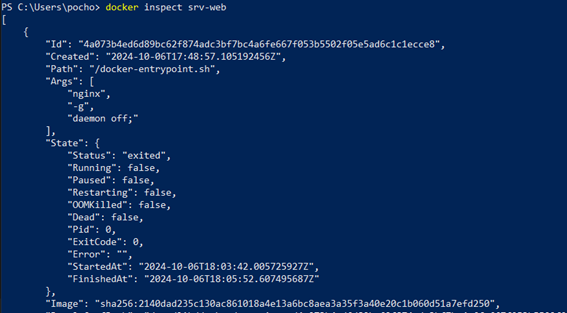 PS C:\Users\pocho> docker inspect srv-web
[
    {
        "Id": "4a073b4ed6d89bc62f874adc3bf7bc4a6fe667f053b5502f05e5ad6c1c1ecce8",
        "Created": "2024-10-06T17:48:57.105192456Z",
        "Path": "/docker-entrypoint.sh",
        "Args": [
            "nginx",
            "-g",
            "daemon off;"
        ],
        "State": {
            "Status": "exited",
            "Running": false,
            "Paused": false,
            "Restarting": false,
            "OOMKilled": false,
            "Dead": false,
            "Pid": 0,
            "ExitCode": 0,
            "Error": "",
            "StartedAt": "2024-10-06T18:03:42.005725927Z",
            "FinishedAt": "2024-10-06T18:05:52.607495687Z"
        },
        "Image": "sha256:2140dad235c130ac861018a4e13a6bc8aea3a35f3a40e20c1b060d51a7efd250",